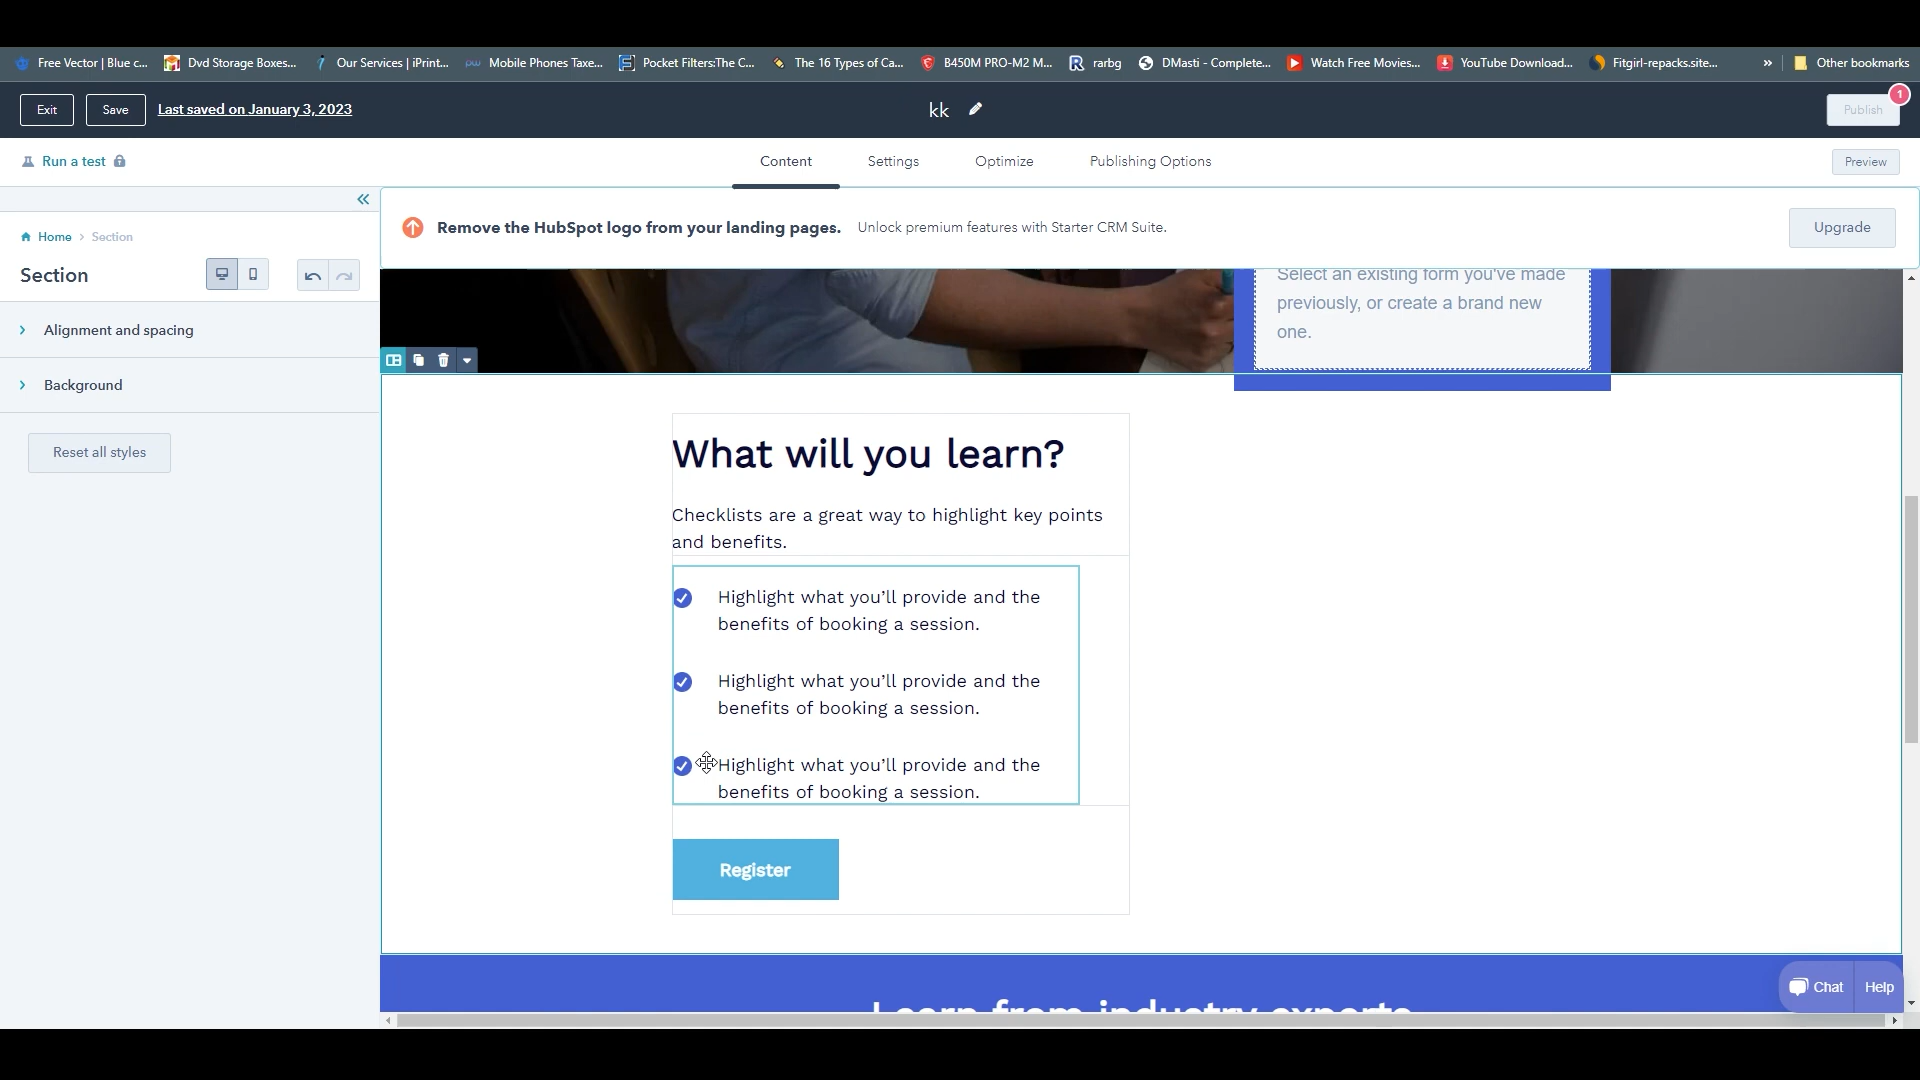 Free Vector | Blue c...
Dvd Storage Boxes...
Our Services | iPrint...
Mobile Phones Taxe...
Pocket Filters:The C...
The 16 Types of Ca...
B450M PRO-M2 M...
rarbg
DMasti - Complete...
Watch Free Movies...
YouTube Download...
Fitgirl-repacks.site...
»
Other bookmarks
Exit
Save
Last saved on January 3, 2023
kk
Publish
1
Run a test
Content
Settings
Optimize
Publishing Options
Preview
Remove the HubSpot logo from your landing pages.
Unlock premium features with Starter CRM Suite.
Upgrade
Home > Section
Section
Alignment and spacing
Background
Reset all styles
Select an existing form you've made
previously, or create a brand new
one.
What will you learn?
Checklists are a great way to highlight key points
and benefits.
Highlight what you’ll provide and the
benefits of booking a session.
Highlight what you’ll provide and the
benefits of booking a session.
Highlight what you’ll provide and the
benefits of booking a session.
Register
Learn from industry experts
Chat
Help